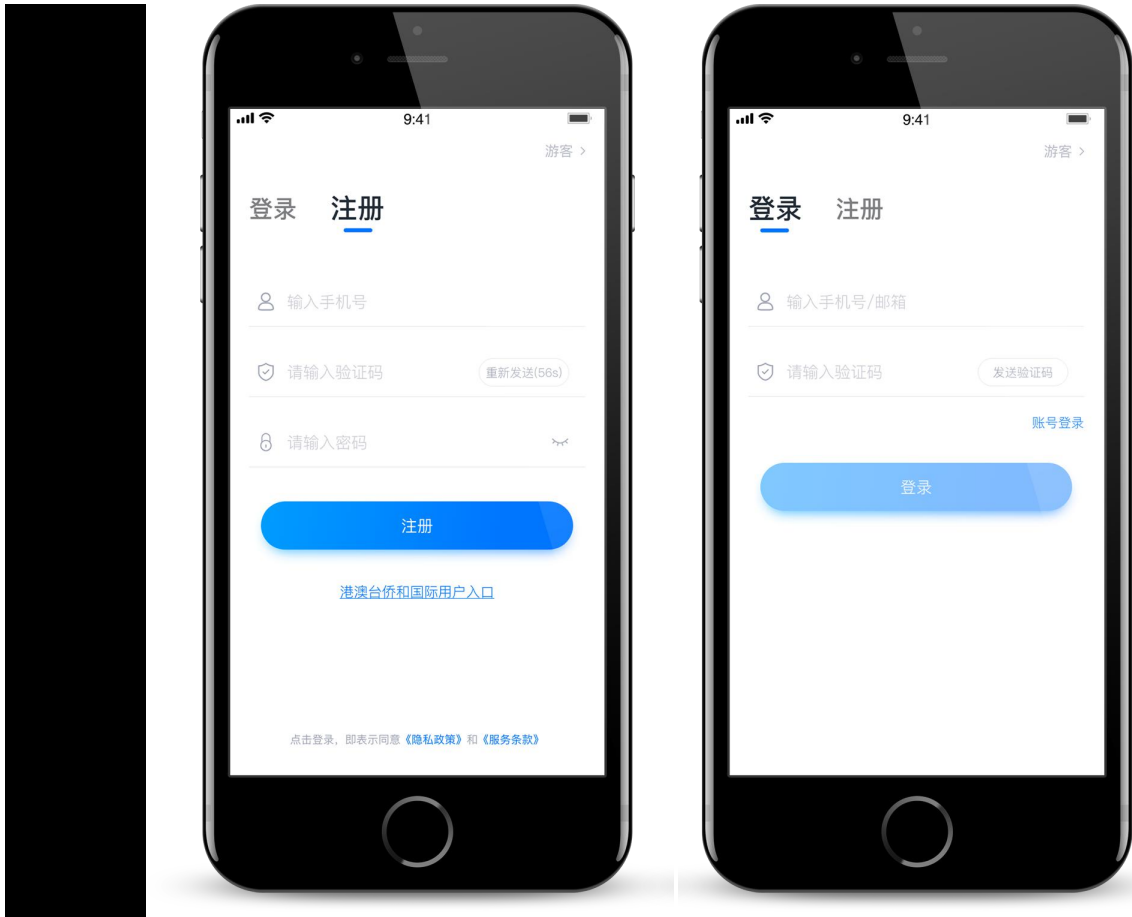 9:41
游客 >
登录 注册
输入手机号
请输入验证码 重新发送(56s)
请输入密码
注册
港澳台侨和国际用户入口
点击登录，即表示同意《隐私政策》和《服务条款》
9:41
游客 >
登录 注册
输入手机号/邮箱
请输入验证码 发送验证码
账号登录
登录